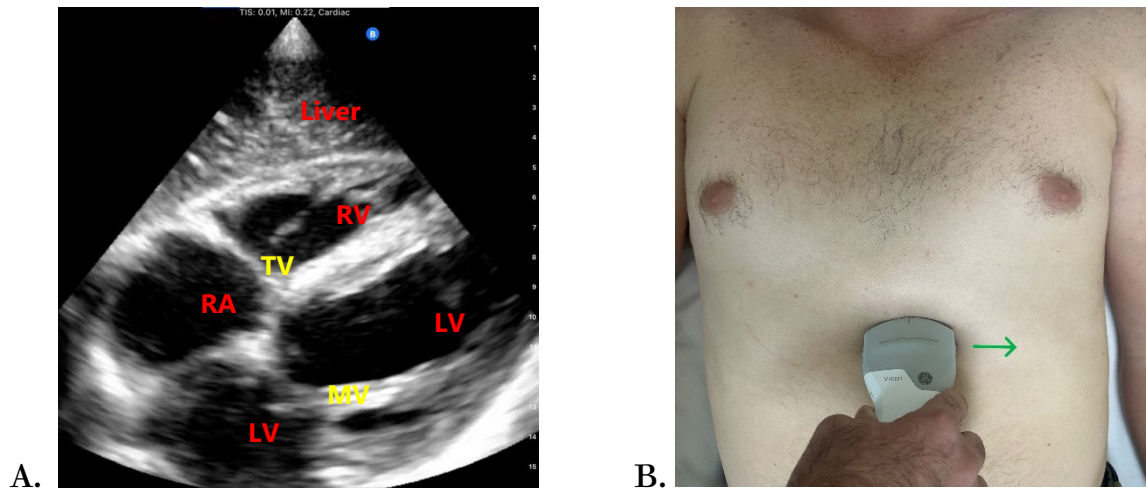 TIS: 0.01, MI: 0.22, Cardiac
B
1
2
3
Liver
4
5
6
RV
7
TV
8
9
RA
10
LV
MV
13
LV
14
15
A.
B.